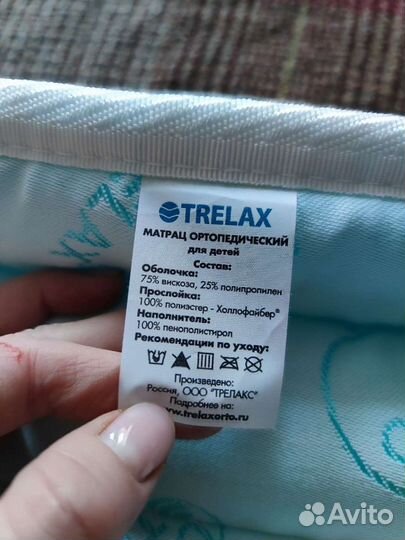 TRELAX
МАТРАЦ ОРТОПЕДИЧЕСКИЙ
для детей
Состав:
Оболочка:
75% вискоза, 25% полипропилен
Прослойка:
100% полиэстер - Холлофайбер®
Наполнитель:
100% пенополистирол
Рекомендации по уходу:
Произведено:
Россия, ООО "ТРЕЛАКС"
Подробнее на:
www.trelaxorto.ru
Avito